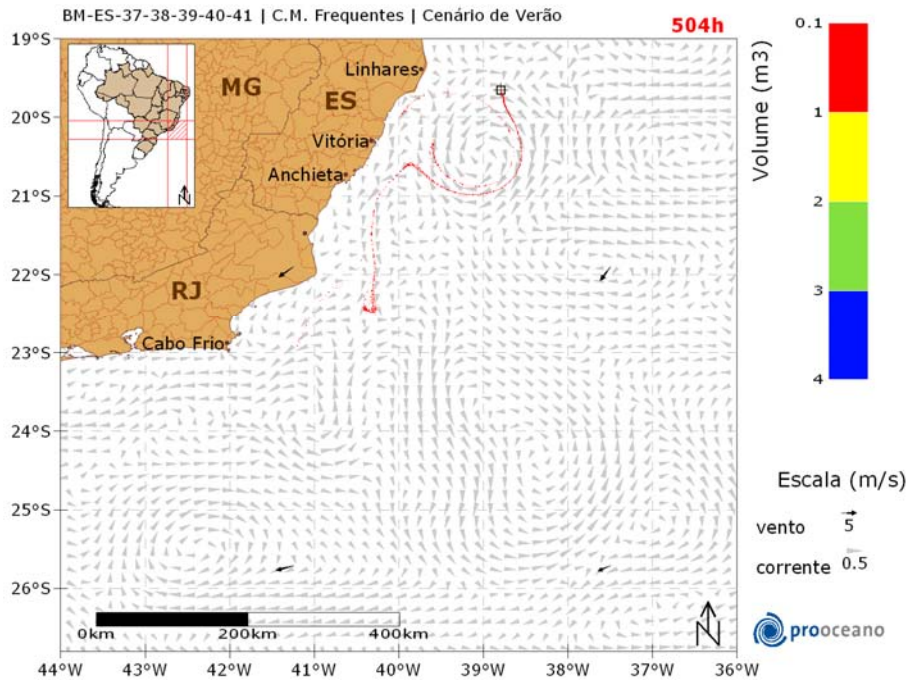 BM-ES-37-38-39-40-41 | C.M. Frequentes | Cenário de Verão
504h
19°S
20°S
21°S
22°S
23°S
24°S
25°S
26°S
MG
ES
RJ
Linhares
Vitória
Anchieta
Cabo Frio
N
0km
200km
400km
N
44°W
43°W
42°W
41°W
40°W
39°W
38°W
37°W
36°W
Volume (m3)
0.1
1
2
3
4
Escala (m/s)
vento 5
corrente 0.5
prooceano